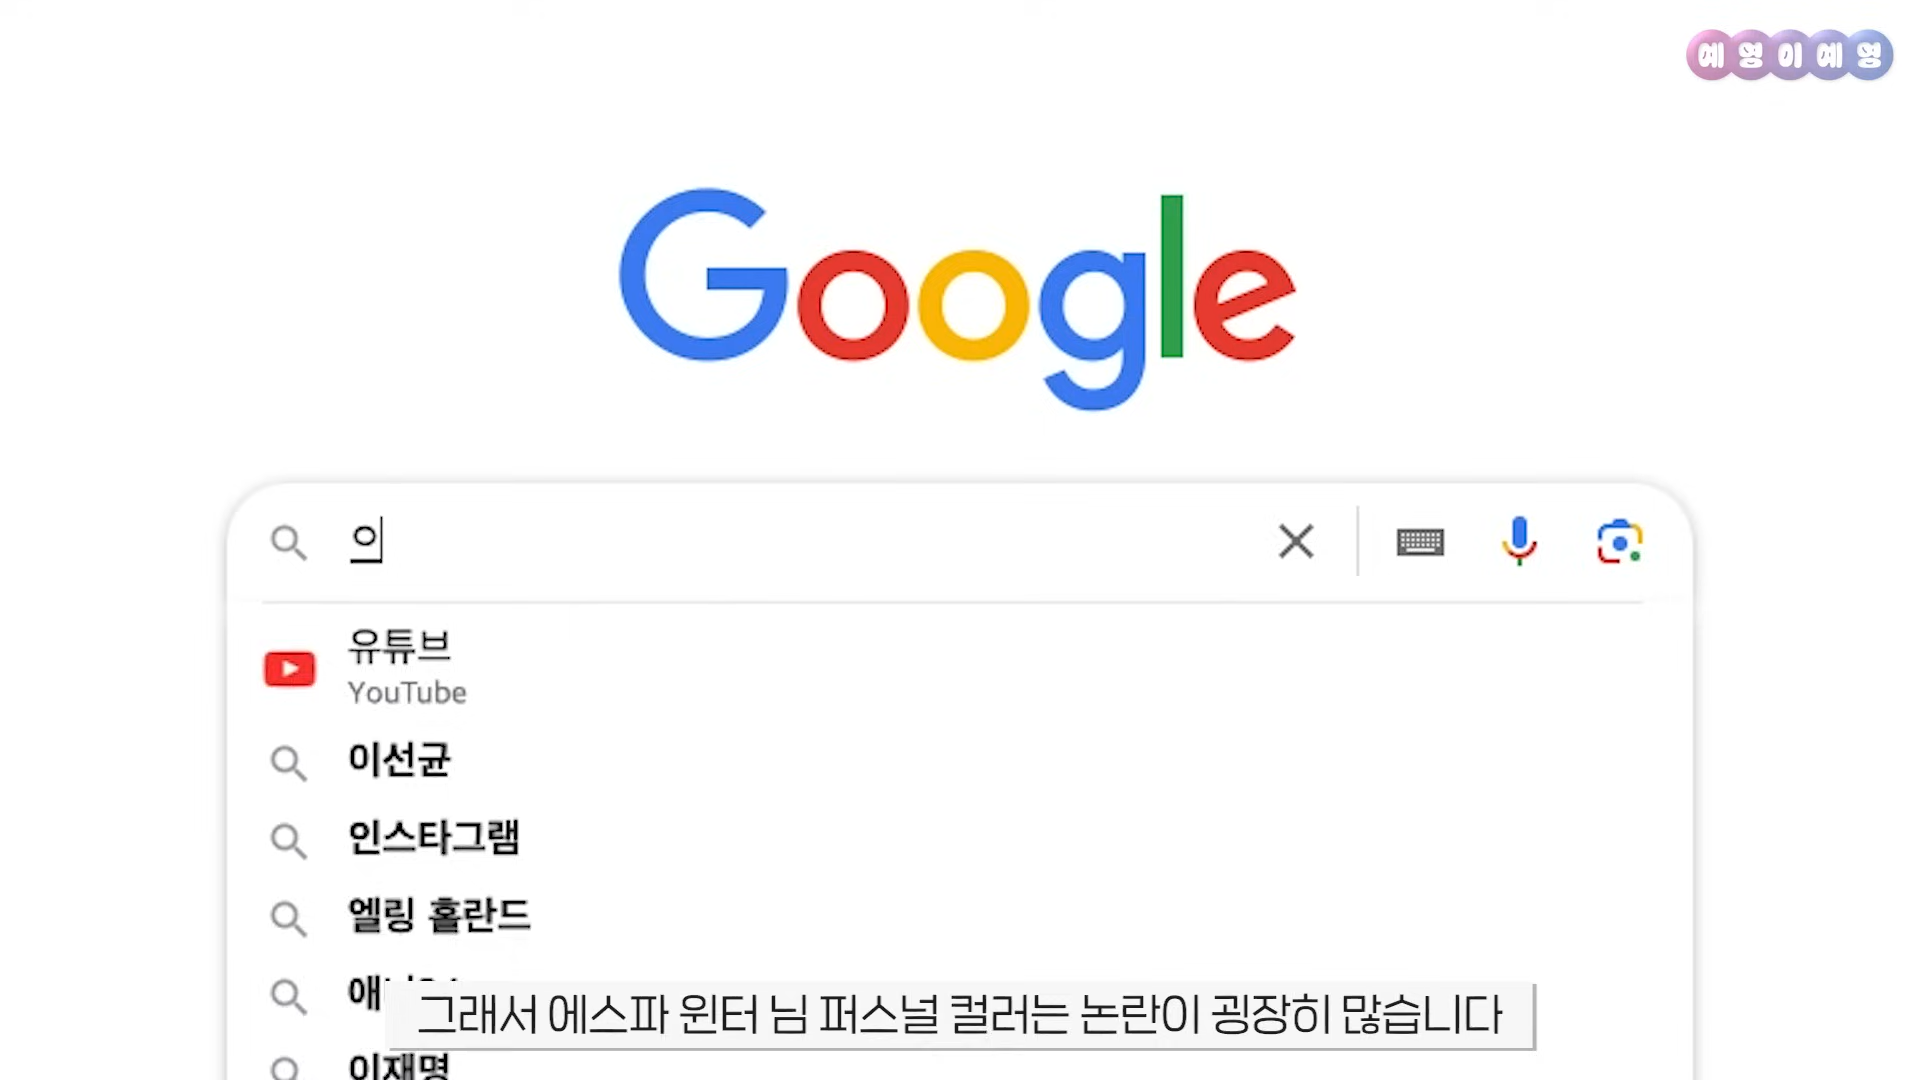 예영이예영
Google
으
유튜브
YouTube
이선균
인스타그램
엘링 홀란드
그래서 에스파 윈터 님 퍼스널 컬러는 논란이 굉장히 많습니다
이재명